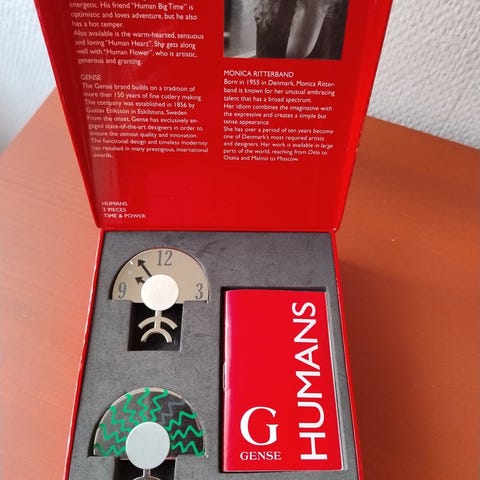 energetic. His friend "Human Big Time" is
optimistic and loves adventure, but he also
has a hot temper.
Also available is the warm-hearted, sensuous
and loving "Human Heart". She gets along
well with "Human Flower", who is artistic,
generous and granting.
GENSE
The Gense brand builds on a tradition of
more than 150 years of fine cutlery making
The company was established in 1856 by
Gustav Eriksson in Eskilstuna, Sweden.
From the onset, Gense has exclusively en-
gaged state-of-the-art designers in order to
ensure the utmost quality and innovation.
The functional design and timeless modernity
has resulted in many prestigious, international
awards.
HUMANS
2 PIECES
TIME & POWER
MONICA RITTERBAND
Born in 1955 in Denmark, Monica Ritter-
band is known for her unusual embracing
talent that has a broad spectrum.
Her idiom combines the imaginative with
the expressive and creates a simple but
tense appearance.
She has over a period of ten years become
one of Denmark's most required artists
and designers. Her work is available in large
parts of the world, reaching from Oslo to
Osaka and Malmo to Moscow.
12
9
3
HUMANS
G
GENSE